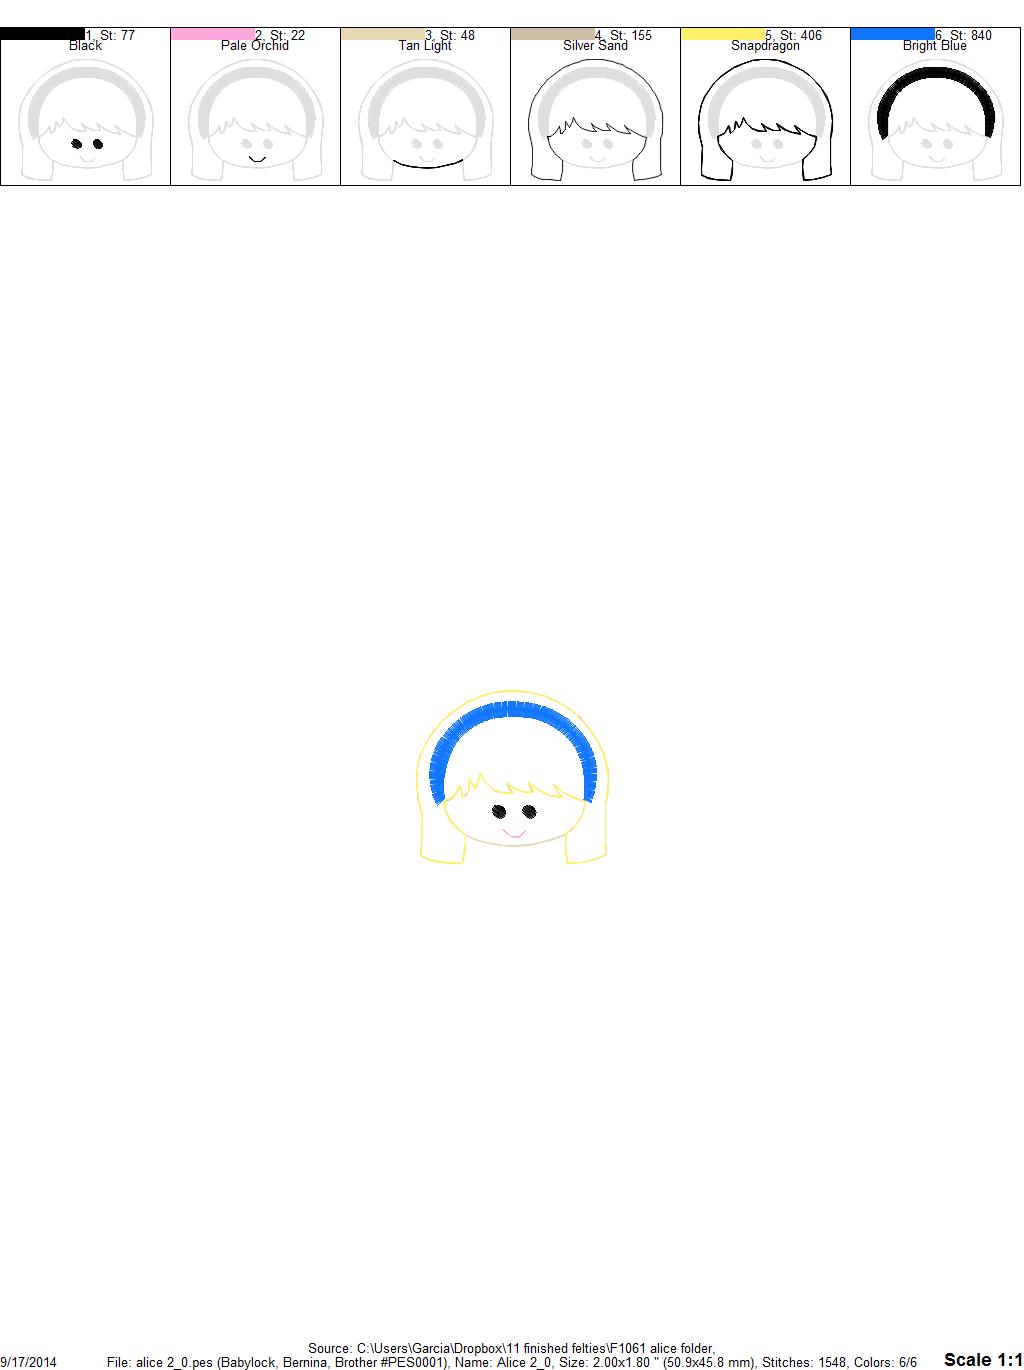 1, St: 77
Black
2, St: 22
Pale Orchid
3, St: 48
Tan Light
4, St: 155
Silver Sand
5, St: 406
Snapdragon
6, St: 840
Bright Blue
Source: C:\Users\Garcia\Dropbox\11 finished felties\F1061 alice folder,
9/17/2014 File: alice 2_0.pes (Babylock, Bernina, Brother #PES0001), Name: Alice 2_0, Size: 2.00x1.80 " (50.9x45.8 mm), Stitches: 1548, Colors: 6/6 Scale 1:1